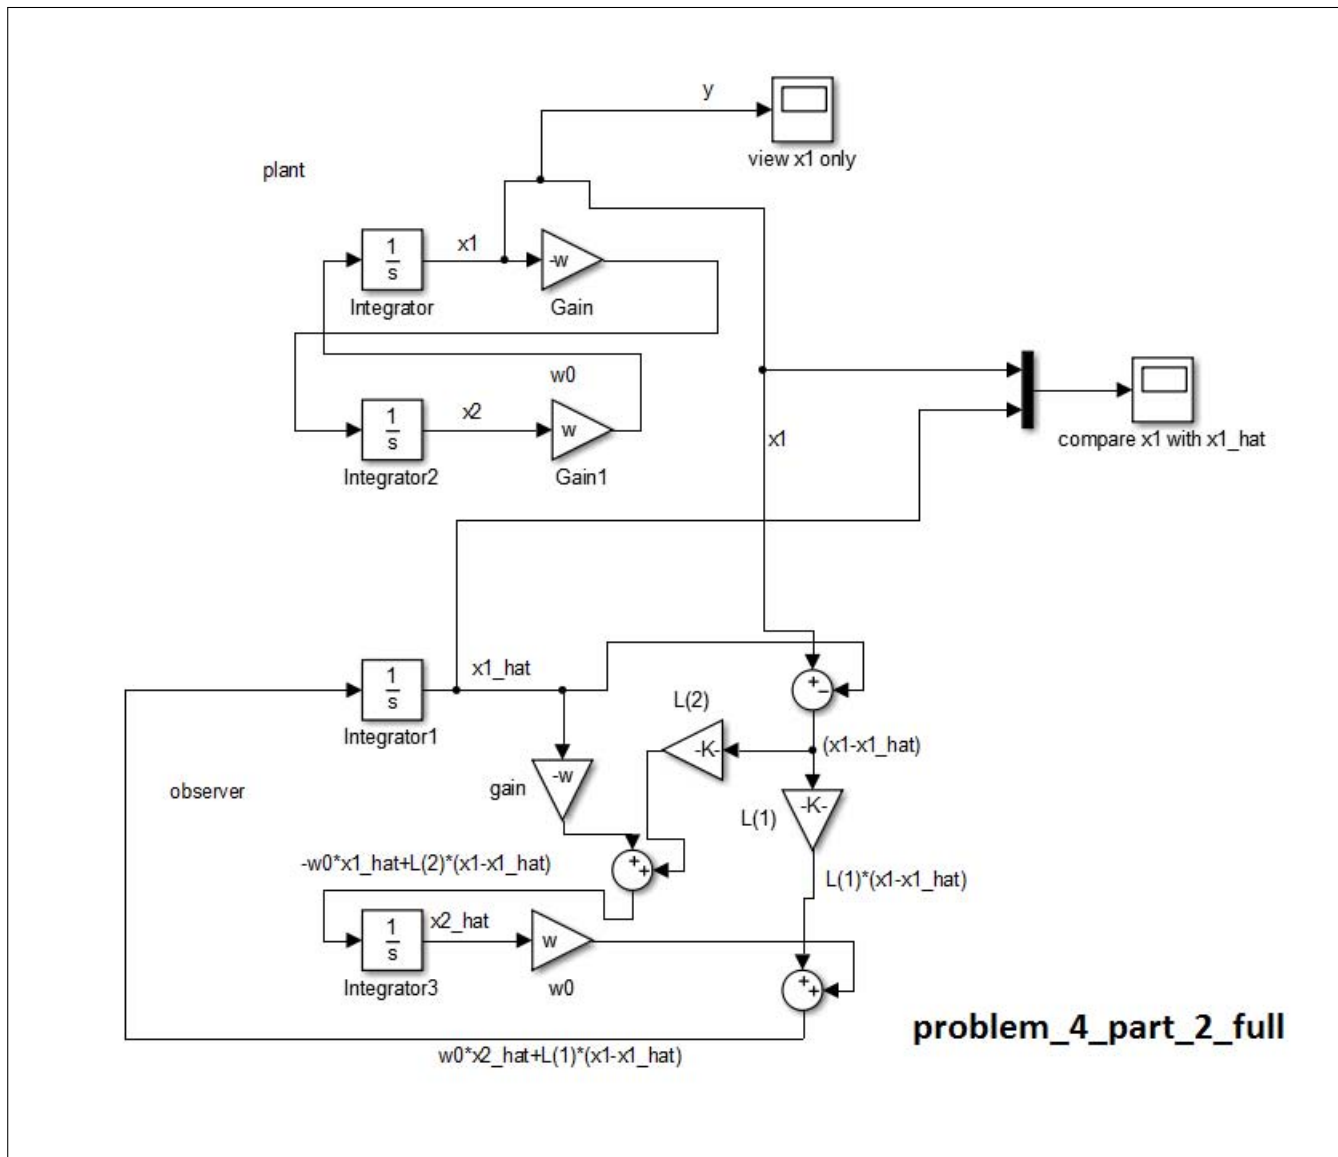 y
view x1 only
plant
1
s
x1
-w
Integrator
Gain
w0
1
s
x2
w
Integrator2
Gain1
x1
compare x1 with x1_hat
1
s
x1_hat
+
-
Integrator1
L(2)
-K-
(x1-x1_hat)
observer
gain
-w
L(1)
-K-
-w0*x1_hat+L(2)*(x1-x1_hat)
+
+
L(1)*(x1-x1_hat)
1
s
x2_hat
w
Integrator3
w0
+
+
problem_4_part_2_full
w0*x2_hat+L(1)*(x1-x1_hat)